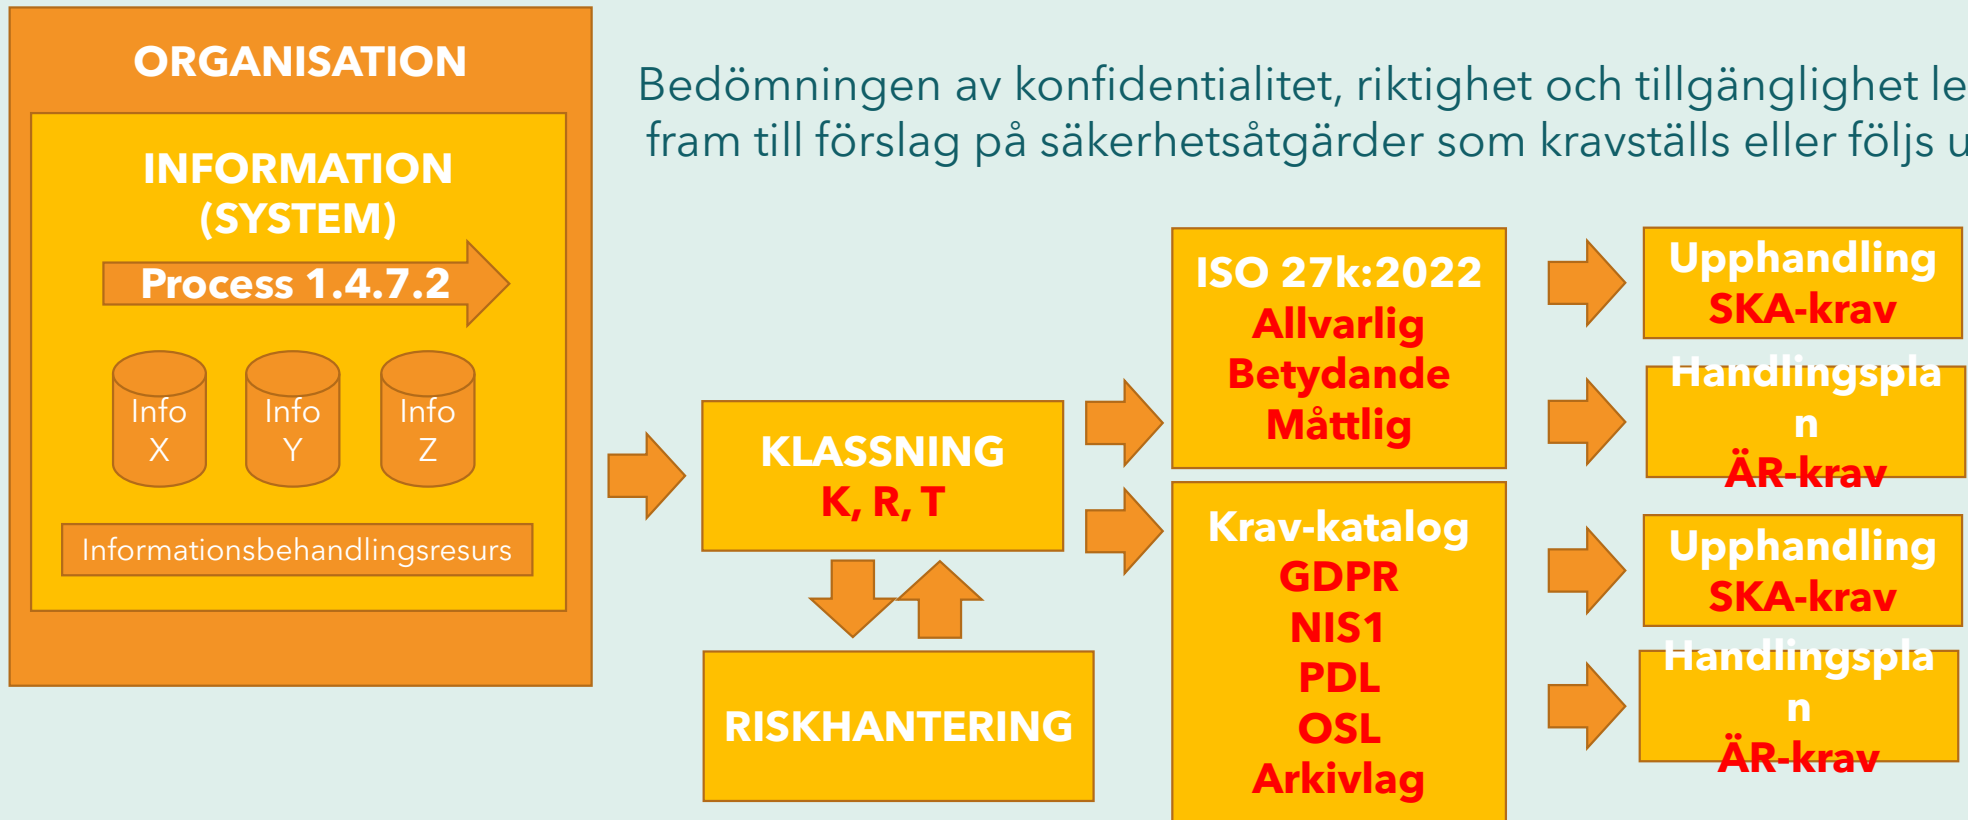 ORGANISATION
INFORMATION
(SYSTEM)
Process 1.4.7.2
Info
X
Info
Y
Info
Z
Informationsbehandlingsresurs
Bedömningen av konfidentialitet, riktighet och tillgänglighet le
fram till förslag på säkerhetsåtgärder som kravställs eller följs u
KLASSNING
K, R, T
RISKHANTERING
ISO 27k:2022
Allvarlig
Betydande
Måttlig
Krav-katalog
GDPR
NIS1
PDL
OSL
Arkivlag
Upphandling
SKA-krav
Handlingspla
n
ÄR-krav
Upphandling
SKA-krav
Handlingspla
n
ÄR-krav